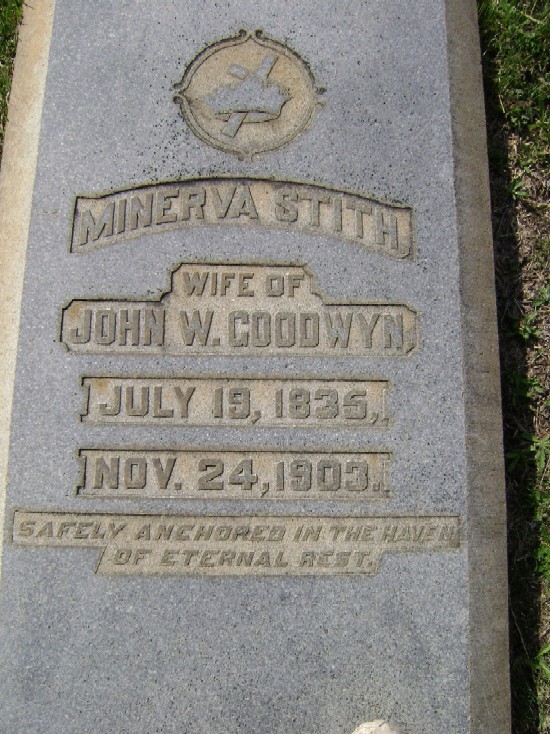 MINERVA STITH
WIFE OF
JOHN W. GOODWYN,
JULY 19, 1835,
NOV. 24, 1903.
SAFELY ANCHORED IN THE HAVEN
OF ETERNAL REST.